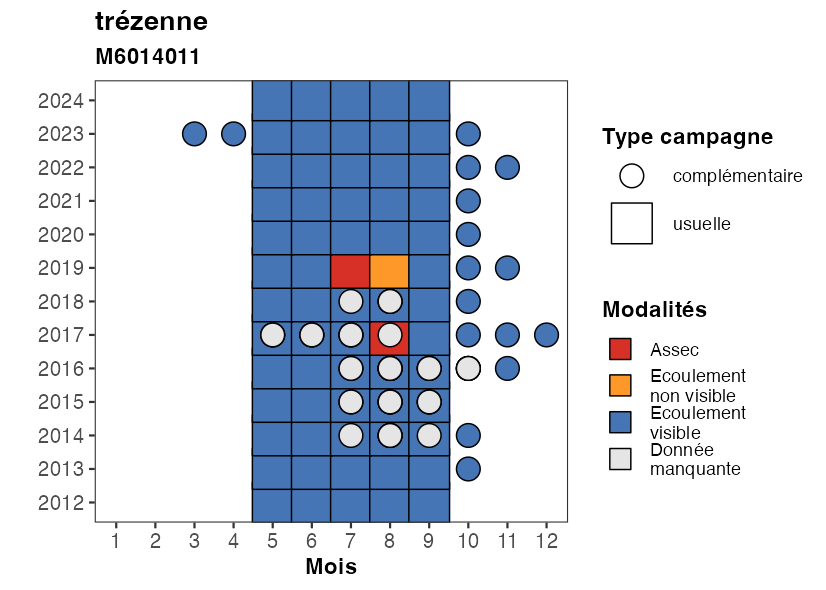 trézenne
M6014011
2024
2023
2022
2021
2020
2019
2018
2017
2016
2015
2014
2013
2012
1 2 3 4 5 6 7 8 9 10 11 12
Mois
Type campagne
complémentaire
usuelle
Modalités
Assec
Ecoulement
non visible
Ecoulement
visible
Donnée
manquante